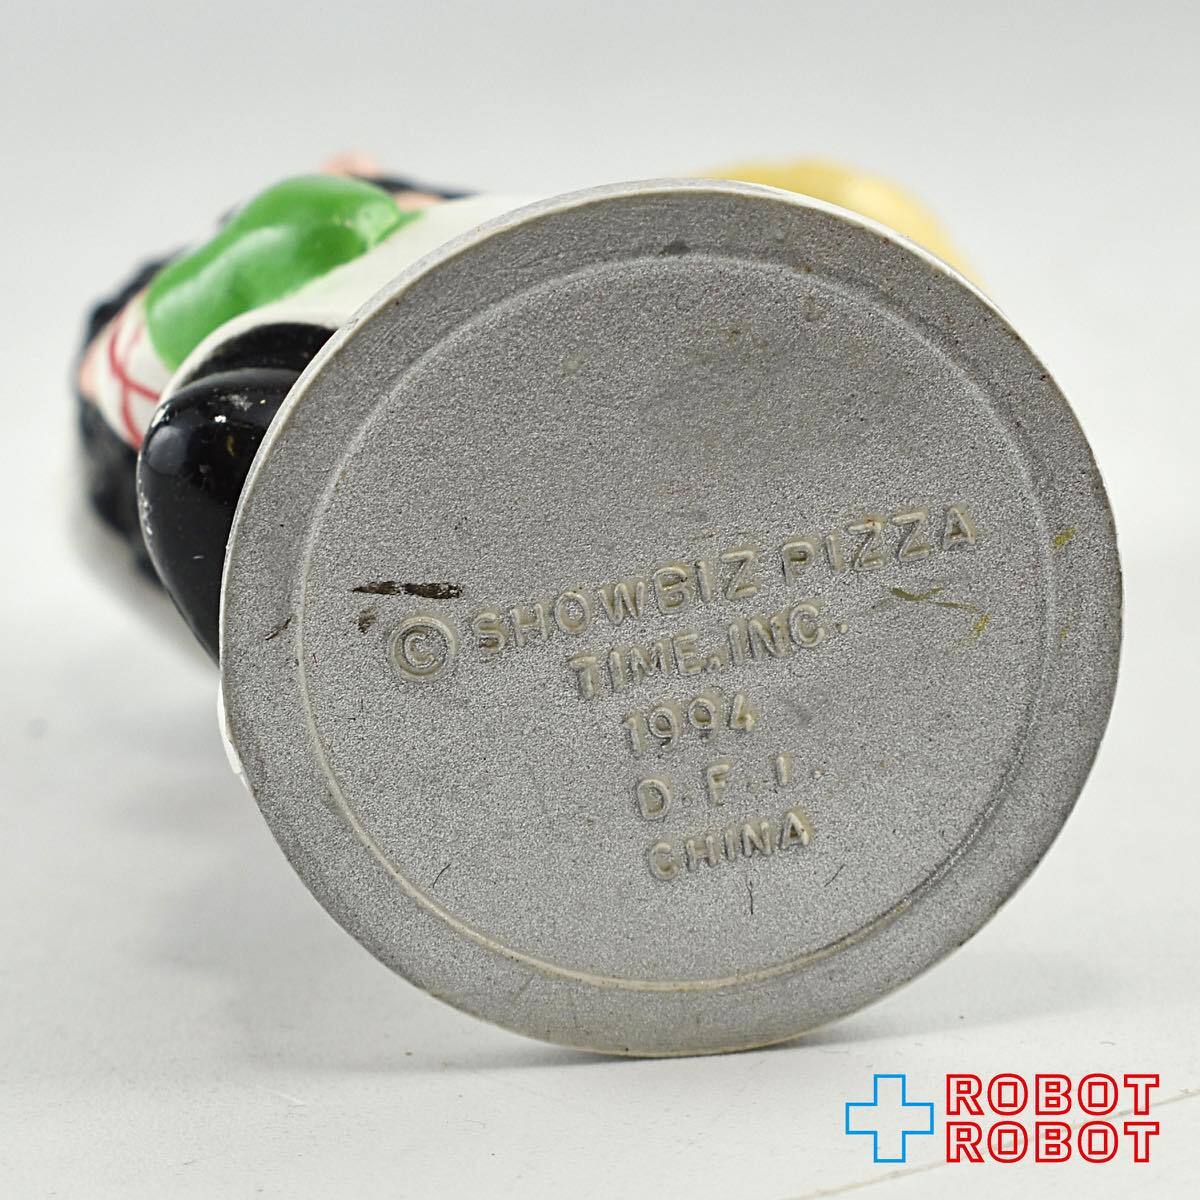 © SHOWBIZ PIZZA
TIME, INC.
1994
D.F.I.
CHINA
ROBOT
ROBOT